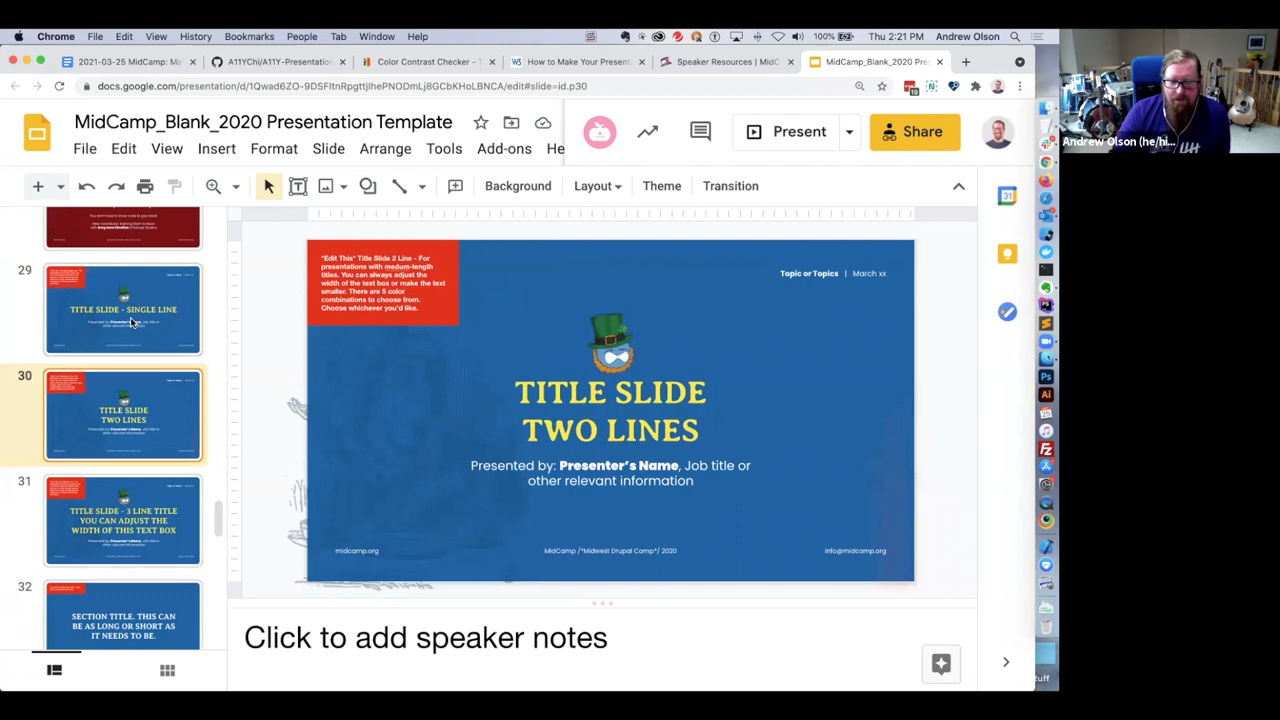 Chrome File Edit View History Bookmarks People Tab Window Help 100% Thu 2:21 PM Andrew Olson
2021-03-25 MidCamp: Ma
A11YChi/A11Y-Presentation
Color Contrast Checker - T
How to Make Your Present
Speaker Resources | MidC
MidCamp_Blank_2020 Pre
docs.google.com/presentation/d/1Qwad6ZO-9DSFltnRpgttjlhePNODmLj8GCbKHoLBNCA/edit#slide=id.p30
Andrew Olson (he/hi...
MidCamp_Blank_2020 Presentation Template
File Edit View Insert Format Slide Arrange Tools Add-ons He
Present
Share
Background Layout Theme Transition
29
TITLE SLIDE - SINGLE LINE
30
TITLE SLIDE
TWO LINES
31
TITLE SLIDE - 3 LINE TITLE
YOU CAN ADJUST THE
WIDTH OF THIS TEXT BOX
32
SECTION TITLE. THIS CAN
BE AS LONG OR SHORT AS
IT NEEDS TO BE.
*Edit This* Title Slide 2 Line - For
presentations with medum-length
titles. You can always adjust the
width of the text box or make the text
smaller. There are 5 color
combinations to choose from.
Choose whichever you'd like.
Topic or Topics | March xx
TITLE SLIDE
TWO LINES
Presented by: Presenter's Name, Job title or
other relevant information
midcamp.org
MidCamp /*Midwest Drupal Camp*/ 2020
info@midcamp.org
Click to add speaker notes
31
19
tuff